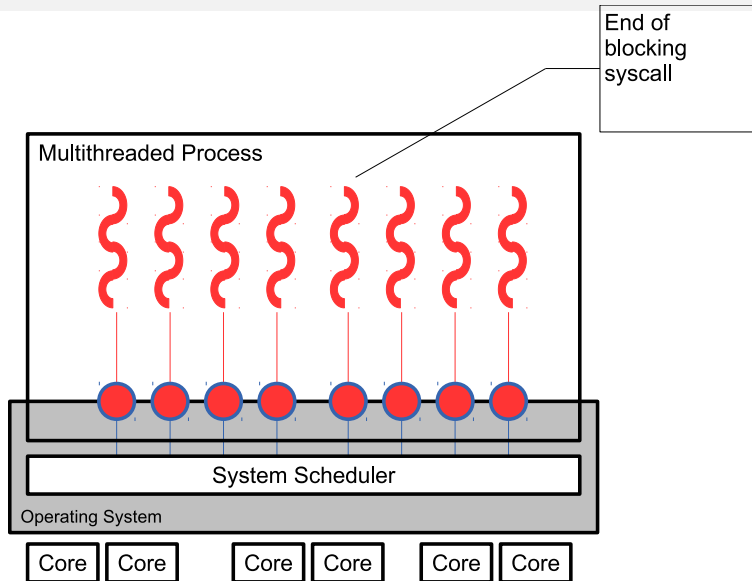 End of
blocking
syscall
Multithreaded Process
System Scheduler
Operating System
Core
Core
Core
Core
Core
Core